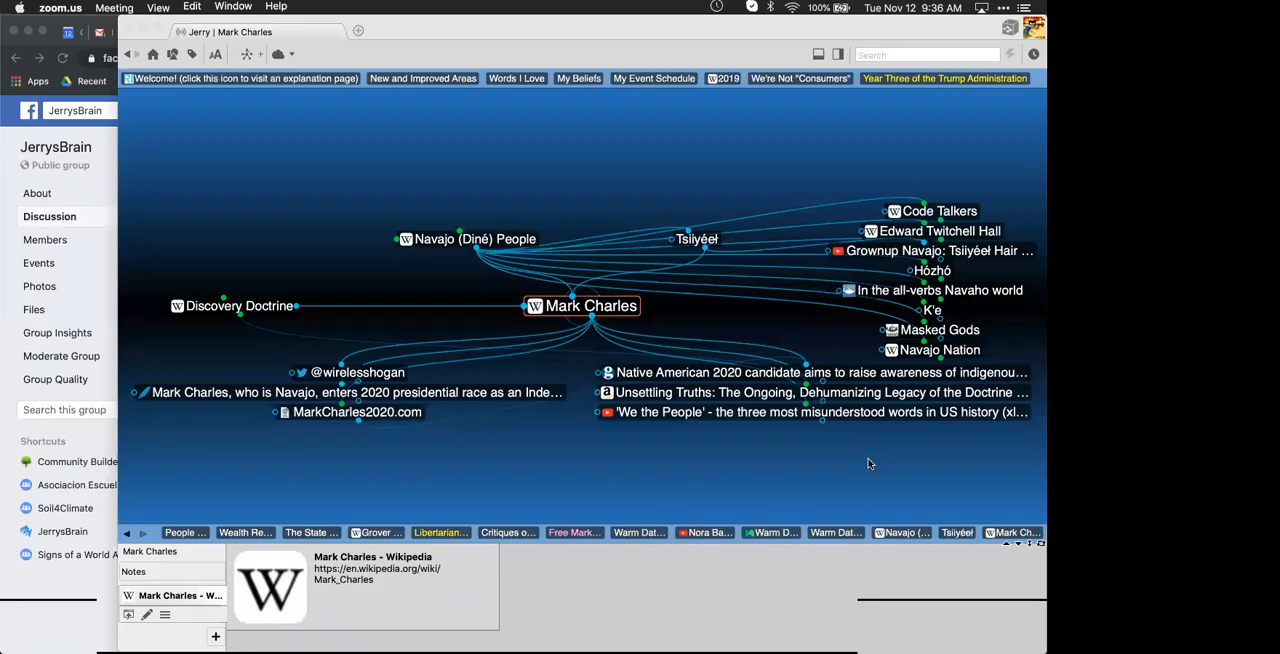 zoom.us Meeting View Edit Window Help
100% Tue Nov 12 9:36 AM
Jerry | Mark Charles
12
fac
Apps Recent
AA
Search
Welcome! (click this icon to visit an explanation page) New and Improved Areas Words I Love My Beliefs My Event Schedule 2019 We're Not "Consumers" Year Three of the Trump Administration
JerrysBrain
JerrysBrain
Public group
About
Discussion
Members
Events
Photos
Files
Group Insights
Moderate Group
Group Quality
Search this group
Shortcuts
Community Builde
Asociacion Escuel
Soil4Climate
JerrysBrain
Signs of a World A
Code Talkers
Edward Twitchell Hall
Navajo (Diné) People
Tsiiyéeł
Grownup Navajo: Tsiiyéeł Hair ...
Hózhó
In the all-verbs Navaho world
Discovery Doctrine
Mark Charles
K'e
Masked Gods
Navajo Nation
@wirelesshogan
Native American 2020 candidate aims to raise awareness of indigenou...
Mark Charles, who is Navajo, enters 2020 presidential race as an Inde...
Unsettling Truths: The Ongoing, Dehumanizing Legacy of the Doctrine ...
MarkCharles2020.com
'We the People' - the three most misunderstood words in US history (xl...
People ... Wealth Re... The State ... Grover ... Libertarian... Critiques o... Free Mark... Warm Dat... Nora Ba... Warm D... Warm Dat... Navajo (... Tsiiyéeł Mark Ch...
Mark Charles
Notes
Mark Charles - W...
Mark Charles - Wikipedia
https://en.wikipedia.org/wiki/
Mark_Charles